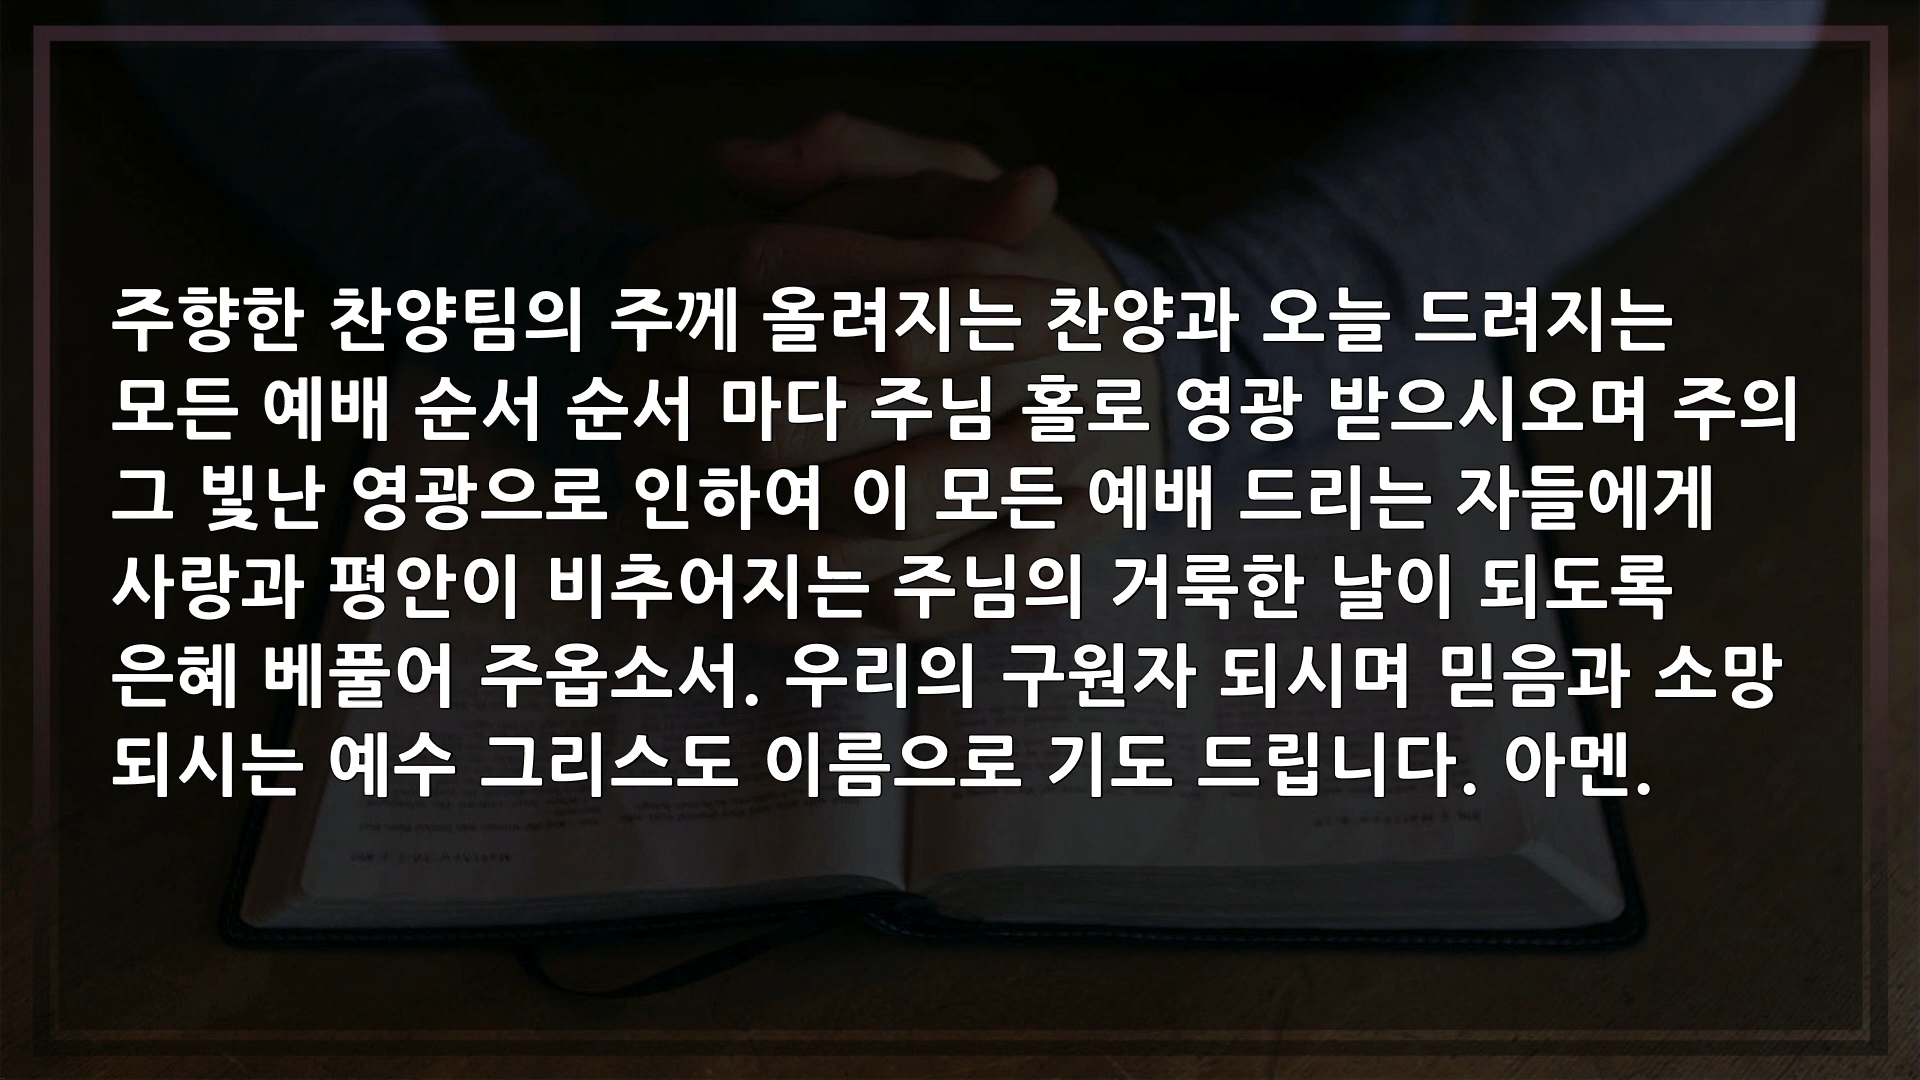 주향한 찬양팀의 주께 올려지는 찬양과 오늘 드려지는
모든 예배 순서 순서 마다 주님 홀로 영광 받으시오며 주의
그 빛난 영광으로 인하여 이 모든 예배 드리는 자들에게
사랑과 평안이 비추어지는 주님의 거룩한 날이 되도록
은혜 베풀어 주옵소서. 우리의 구원자 되시며 믿음과 소망
되시는 예수 그리스도 이름으로 기도 드립니다. 아멘.